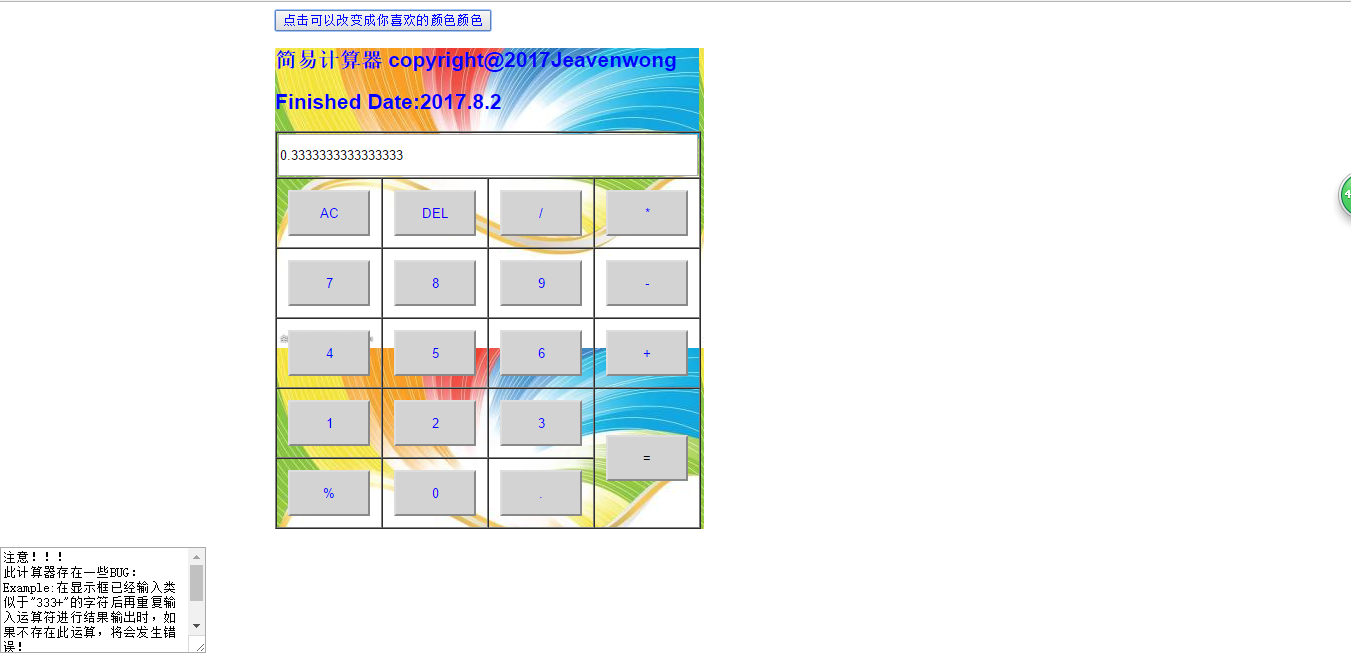 点击可以改变成你喜欢的颜色颜色
简易计算器 copyright@2017Jeavenwong
Finished Date:2017.8.2
0.3333333333333333
AC DEL / *
7 8 9 -
4 5 6 +
1 2 3
=
% 0 .
注意！！！
此计算器存在一些BUG：
Example:在显示框已经输入类
似于"333+"的字符后再重复输
入运算符进行结果输出时，如
果不存在此运算，将会发生错
误！
4